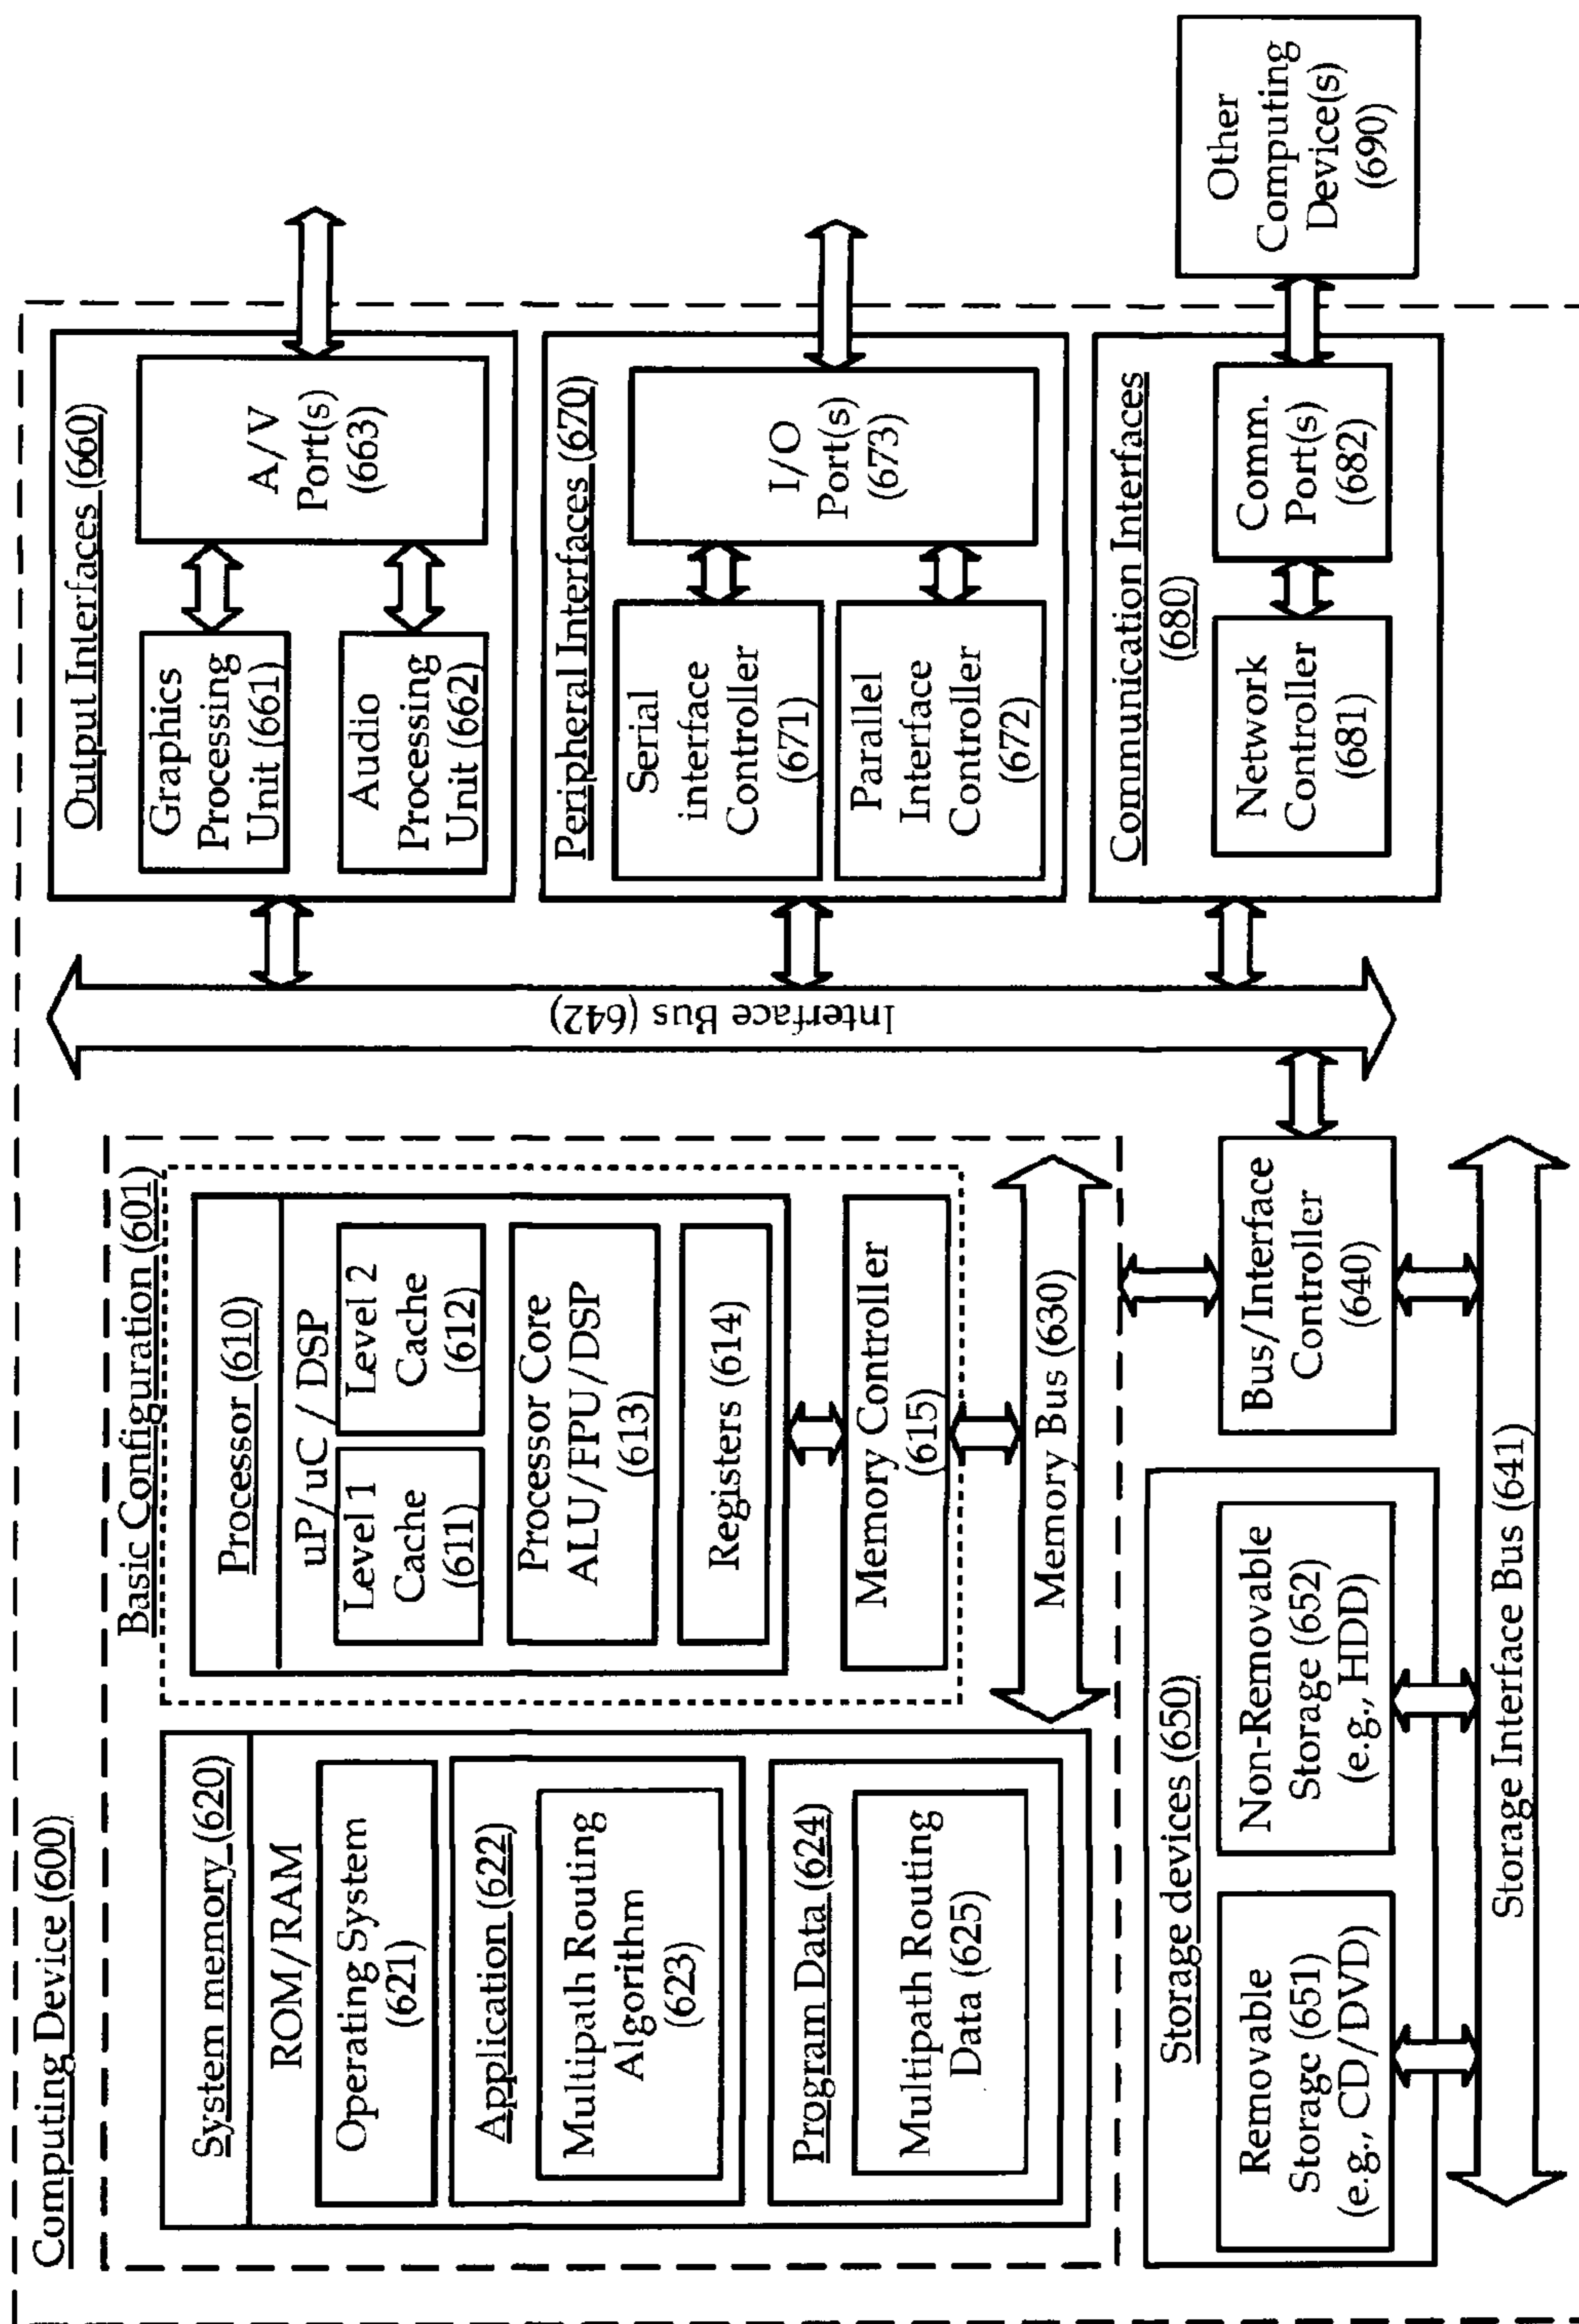 Computing Device (600)
Basic Configuration (601)
System memory (620)
ROM/RAM
Operating System
(621)
Application (622)
Multipath Routing
Algorithm
(623)
Program Data (624)
Multipath Routing
Data (625)
Processor (610)
uP/uC / DSP
Level 1
Cache
(611)
Level 2
Cache
(612)
Processor Core
ALU/FPU/DSP
(613)
Registers (614)
Memory Controller
(615)
Memory Bus (630)
Storage devices (650)
Removable
Storage (651)
(e.g., CD/DVD)
Non-Removable
Storage (652)
(e.g., HDD)
Bus/Interface
Controller
(640)
Storage Interface Bus (641)
Interface Bus (642)
Output Interfaces (660)
Graphics
Processing
Unit (661)
Audio
Processing
Unit (662)
A/V
Port(s)
(663)
Peripheral Interfaces (670)
Serial
interface
Controller
(671)
Parallel
Interface
Controller
(672)
I/O
Port(s)
(673)
Communication Interfaces
(680)
Network
Controller
(681)
Comm.
Port(s)
(682)
Other
Computing
Device(s)
(690)